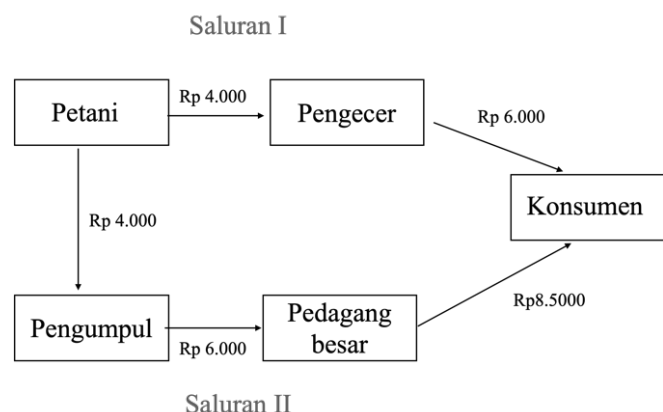 Saluran I
Petani
Rp 4.000
Pengecer
Rp 6.000
Konsumen
Rp 4.000
Pengumpul
Rp 6.000
Pedagang
besar
Rp8.5000
Saluran II